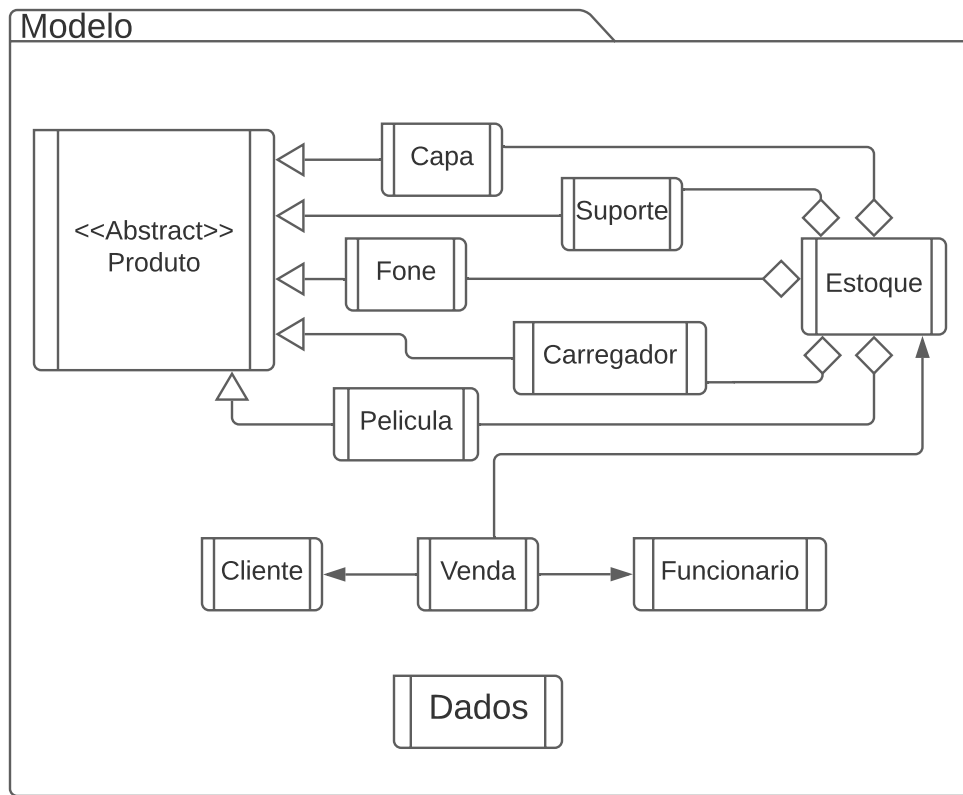 Modelo
<<Abstract>>
Produto
Capa
Suporte
Fone
Estoque
Carregador
Pelicula
Cliente
Venda
Funcionario
Dados